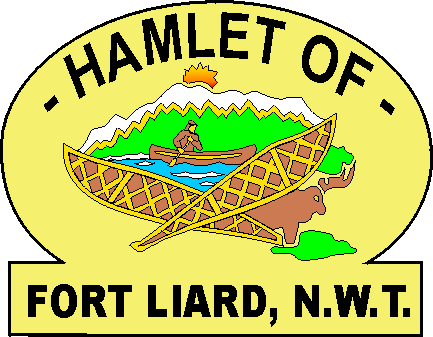 - HAMLET OF -
FORT LIARD, N.W.T.